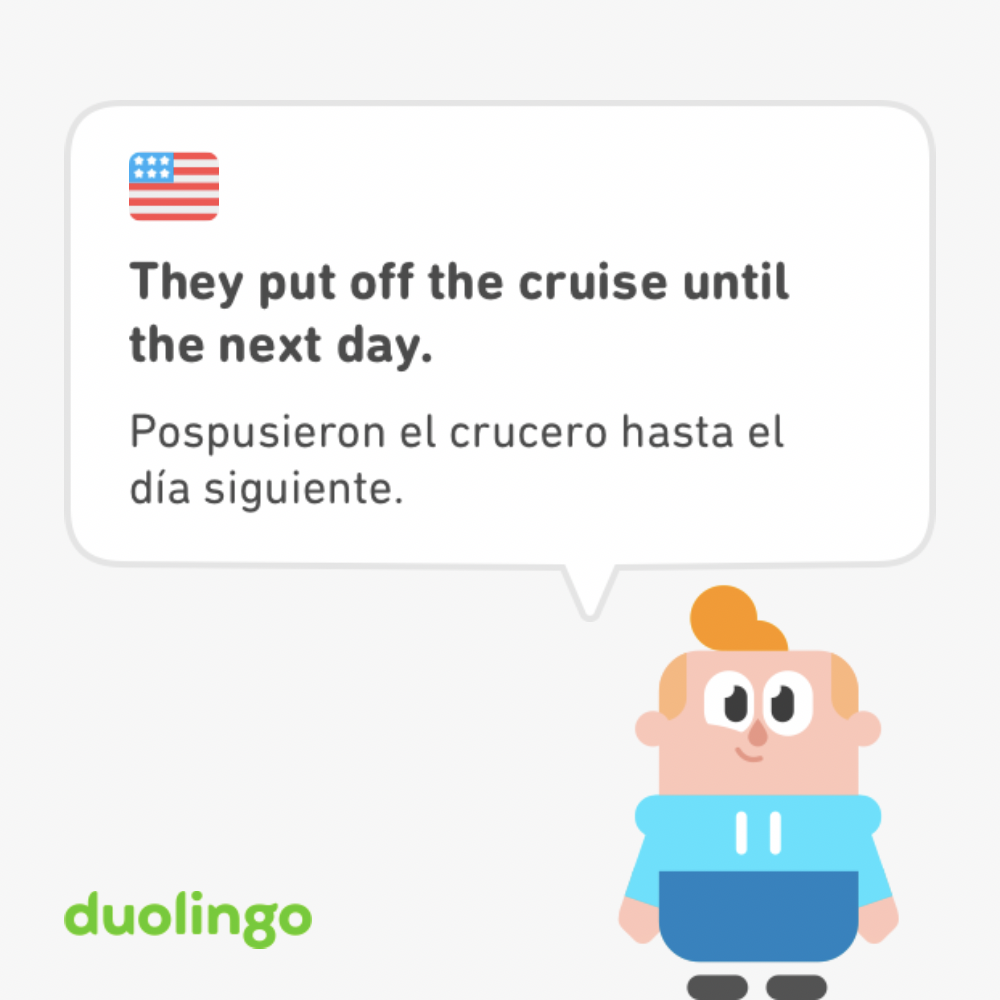 They put off the cruise until
the next day.
Pospusieron el crucero hasta el
día siguiente.
duolingo